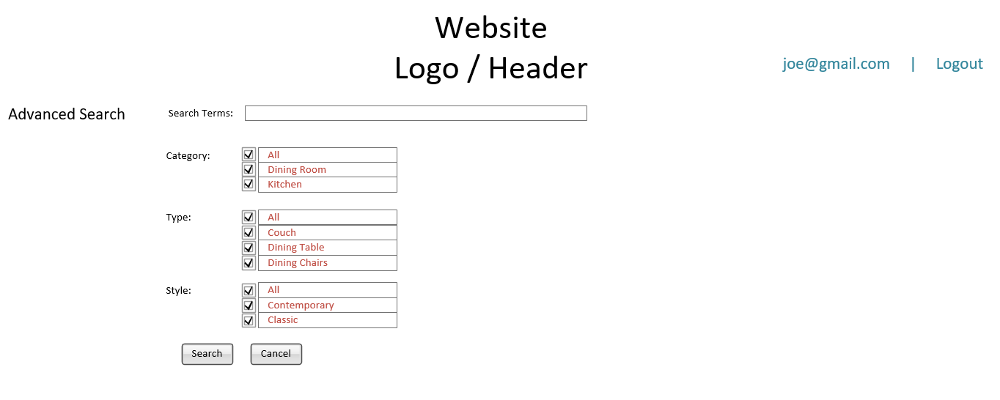 Website
Logo / Header
joe@gmail.com | Logout
Advanced Search
Search Terms:
Category:
All
Dining Room
Kitchen
Type:
All
Couch
Dining Table
Dining Chairs
Style:
All
Contemporary
Classic
Search
Cancel